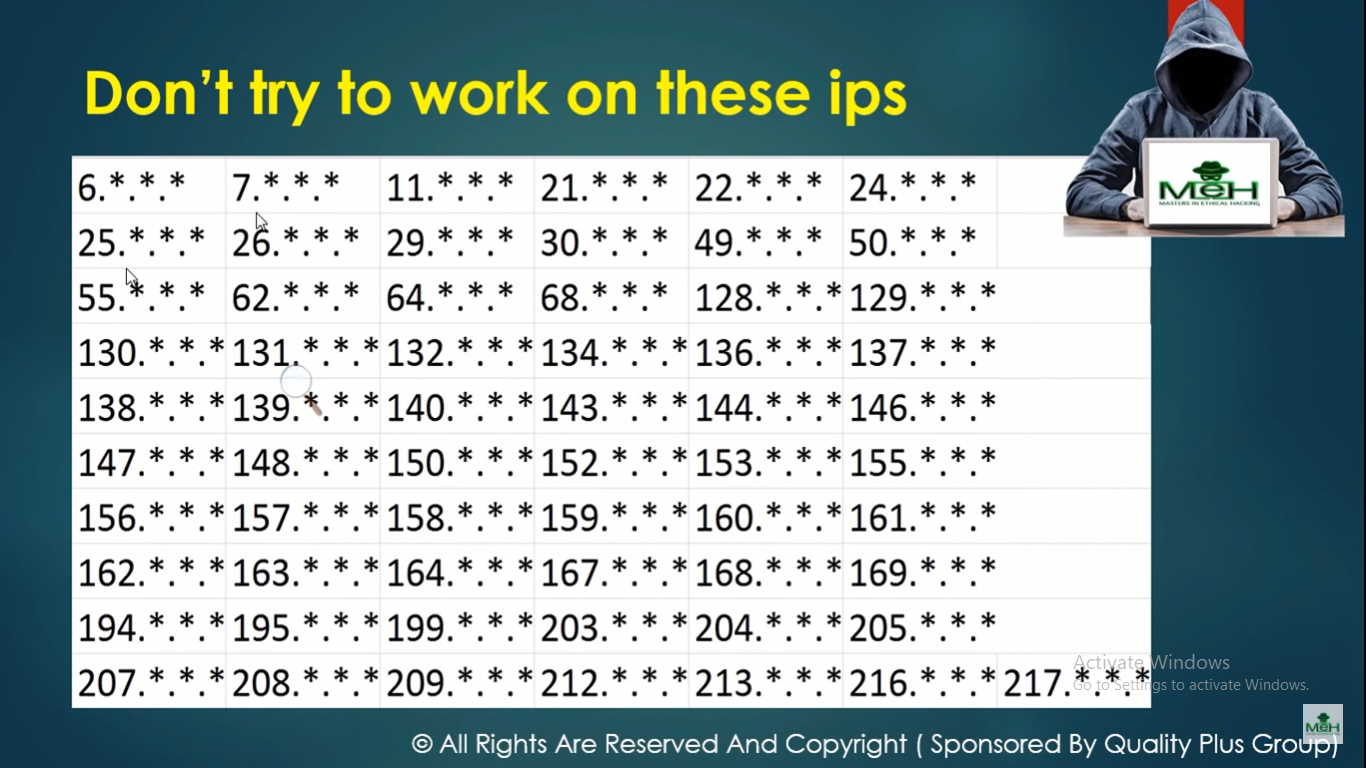 Don't try to work on these ips
MeH
MASTERS IN ETHICAL HACKING
6.*.*.* 7.*.*.* 11.*.*.* 21.*.*.* 22.*.*.* 24.*.*.*
25.*.*.* 26.*.*.* 29.*.*.* 30.*.*.* 49.*.*.* 50.*.*.*
55.*.*.* 62.*.*.* 64.*.*.* 68.*.*.* 128.*.*.* 129.*.*.*
130.*.*.* 131.*.*.* 132.*.*.* 134.*.*.* 136.*.*.* 137.*.*.*
138.*.*.* 139.*.*.* 140.*.*.* 143.*.*.* 144.*.*.* 146.*.*.*
147.*.*.* 148.*.*.* 150.*.*.* 152.*.*.* 153.*.*.* 155.*.*.*
156.*.*.* 157.*.*.* 158.*.*.* 159.*.*.* 160.*.*.* 161.*.*.*
162.*.*.* 163.*.*.* 164.*.*.* 167.*.*.* 168.*.*.* 169.*.*.*
194.*.*.* 195.*.*.* 199.*.*.* 203.*.*.* 204.*.*.* 205.*.*.*
207.*.*.* 208.*.*.* 209.*.*.* 212.*.*.* 213.*.*.* 216.*.*.* 217.*.*.*
Activate Windows
Go to Settings to activate Windows.
MeH
© All Rights Are Reserved And Copyright ( Sponsored By Quality Plus Group)